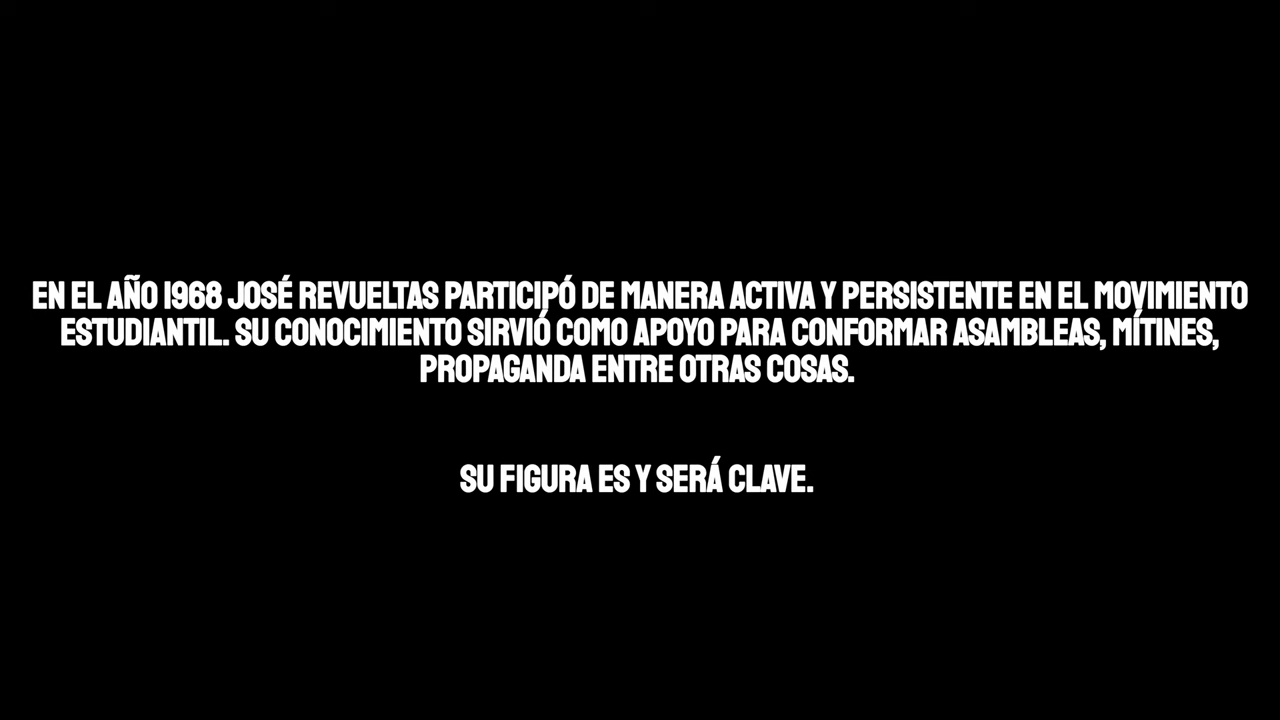 EN EL AÑO 1968 JOSÉ REVUELTAS PARTICIPÓ DE MANERA ACTIVA Y PERSISTENTE EN EL MOVIMIENTO
ESTUDIANTIL. SU CONOCIMIENTO SIRVIÓ COMO APOYO PARA CONFORMAR ASAMBLEAS, MÍTINES,
PROPAGANDA ENTRE OTRAS COSAS.
SU FIGURA ES Y SERÁ CLAVE.